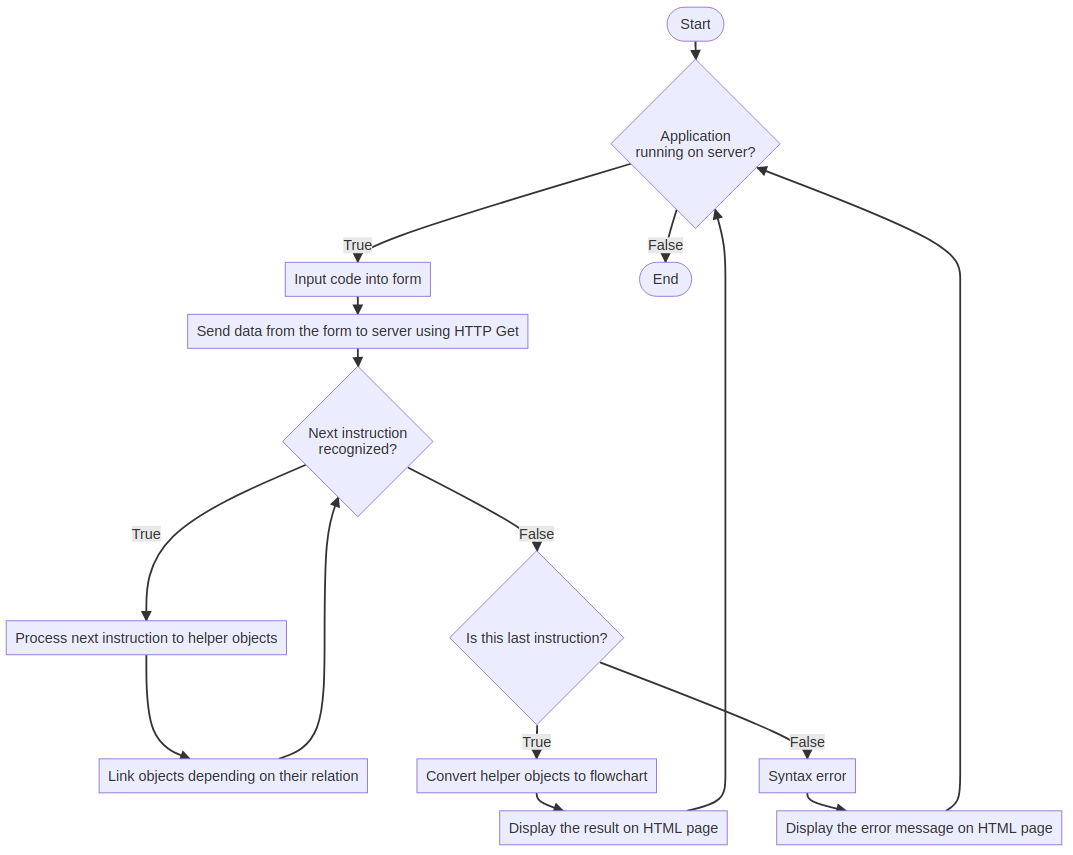 Start
Application
running on server?
True
False
Input code into form
End
Send data from the form to server using HTTP Get
Next instruction
recognized?
True
False
Process next instruction to helper objects
Is this last instruction?
True
False
Link objects depending on their relation
Convert helper objects to flowchart
Syntax error
Display the result on HTML page
Display the error message on HTML page